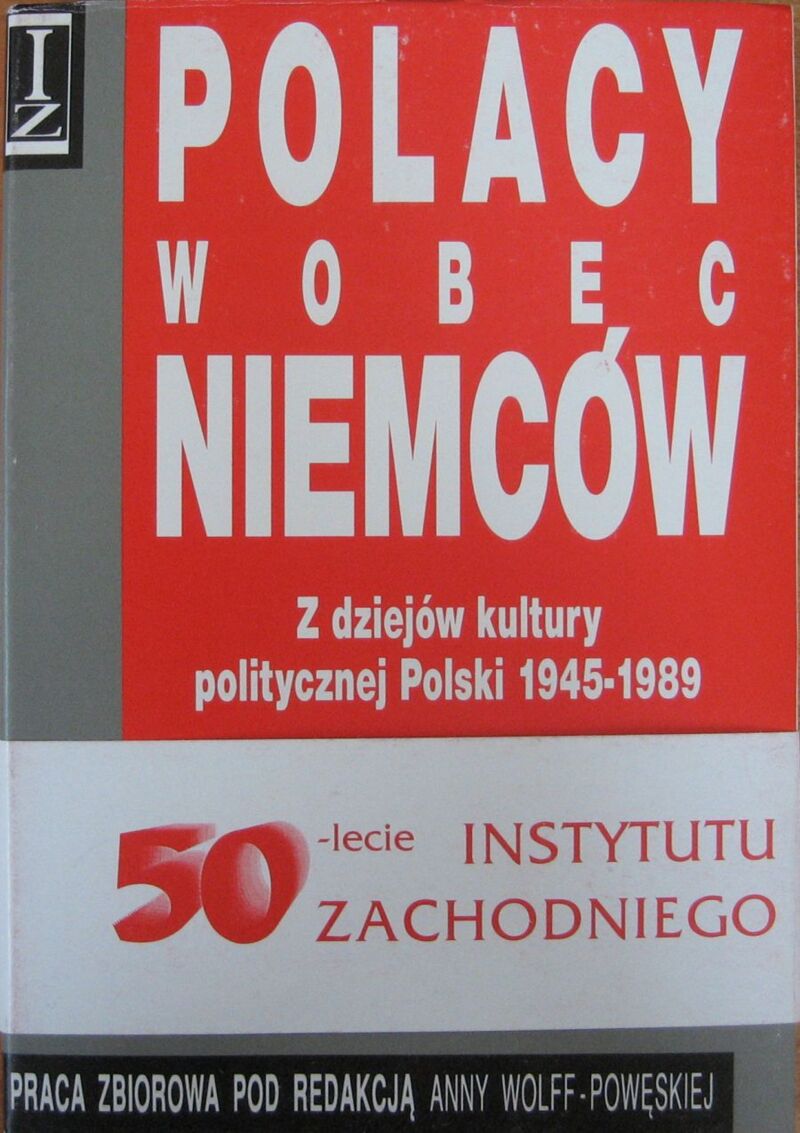 IZ
POLACY
WOBEC
NIEMCÓW
Z dziejów kultury
politycznej Polski 1945-1989
50-lecie INSTYTUTU
ZACHODNIEGO
PRACA ZBIOROWA POD REDAKCJĄ ANNY WOLFF-POWĘSKIEJ